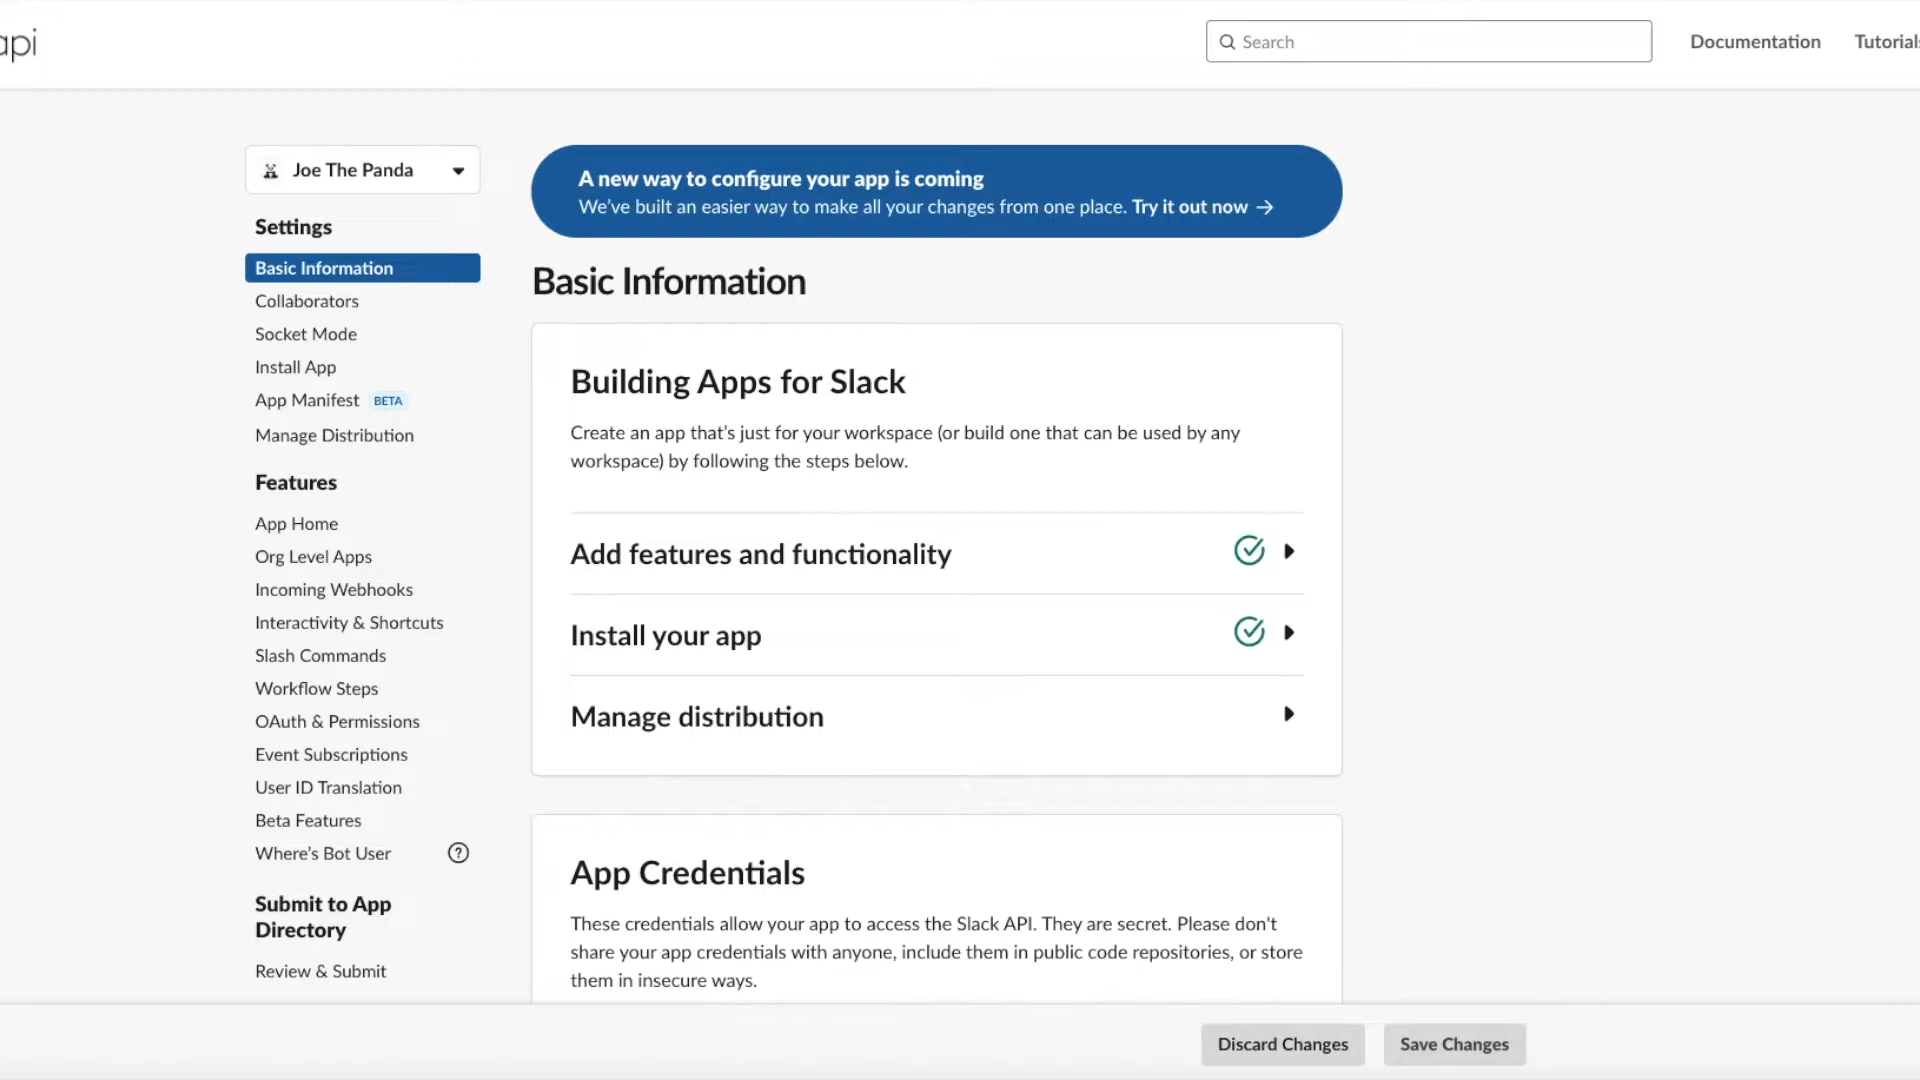 api
Search
Documentation
Tutorials
Joe The Panda
Settings
Basic Information
Collaborators
Socket Mode
Install App
App Manifest BETA
Manage Distribution
Features
App Home
Org Level Apps
Incoming Webhooks
Interactivity & Shortcuts
Slash Commands
Workflow Steps
OAuth & Permissions
Event Subscriptions
User ID Translation
Beta Features
Where's Bot User ?
Submit to App
Directory
Review & Submit
A new way to configure your app is coming
We've built an easier way to make all your changes from one place. Try it out now →
Basic Information
Building Apps for Slack
Create an app that's just for your workspace (or build one that can be used by any
workspace) by following the steps below.
Add features and functionality
Install your app
Manage distribution
App Credentials
These credentials allow your app to access the Slack API. They are secret. Please don't
share your app credentials with anyone, include them in public code repositories, or store
them in insecure ways.
Discard Changes
Save Changes